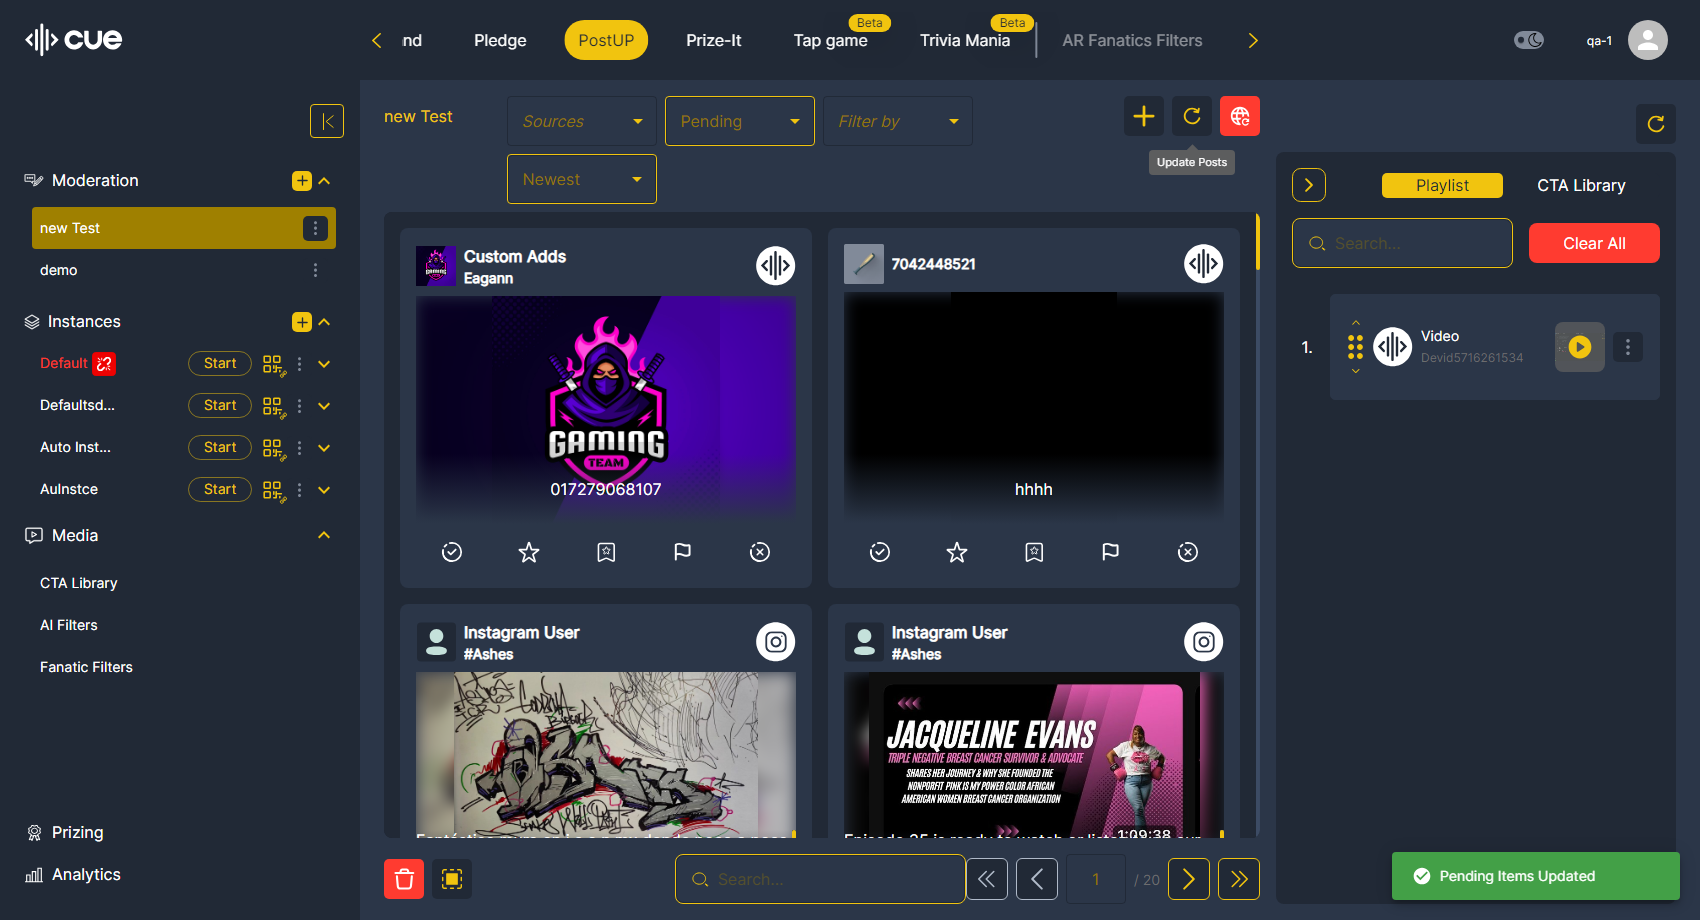 cue
nd
Pledge
PostUP
Prize-It
Tap game
Beta
Trivia Mania
Beta
AR Fanatics Filters
qa-1
Moderation
new Test
demo
Instances
Default
Start
Defaultsd...
Start
Auto Inst...
Start
AuInstce
Start
Media
CTA Library
AI Filters
Fanatic Filters
Prizing
Analytics
new Test
Sources
Pending
Filter by
Newest
Update Posts
Custom Adds
Eagann
GAMING
TEAM
017279068107
7042448521
hhhh
Instagram User
#Ashes
Instagram User
#Ashes
JACQUELINE EVANS
TRIPLE NEGATIVE BREAST CANCER SURVIVOR & ADVOCATE
SHARES HER JOURNEY & WHY SHE FOUNDED THE
NONPORFIT PINK IS MY POWER COLOR AFRICAN
AMERICAN WOMEN BREAST CANCER ORGANIZATION
1:09:38
Search...
1
/ 20
Playlist
CTA Library
Search...
Clear All
1.
Video
Devid5716261534
Pending Items Updated